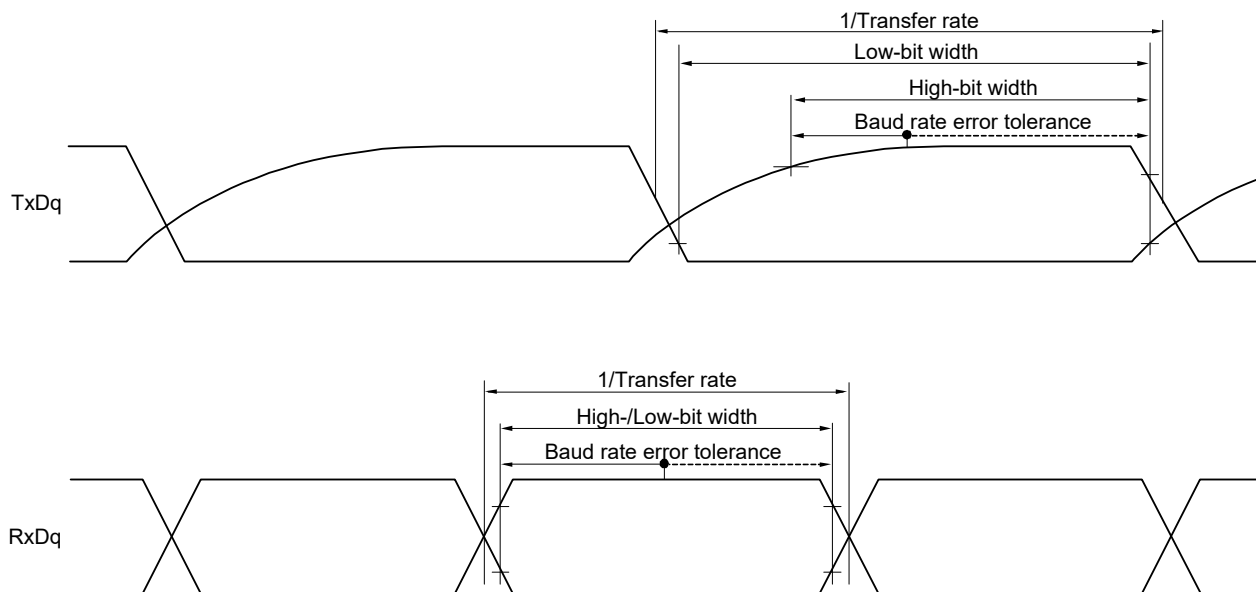 1/Transfer rate
Low-bit width
High-bit width
Baud rate error tolerance
TxDq
1/Transfer rate
High-/Low-bit width
Baud rate error tolerance
RxDq